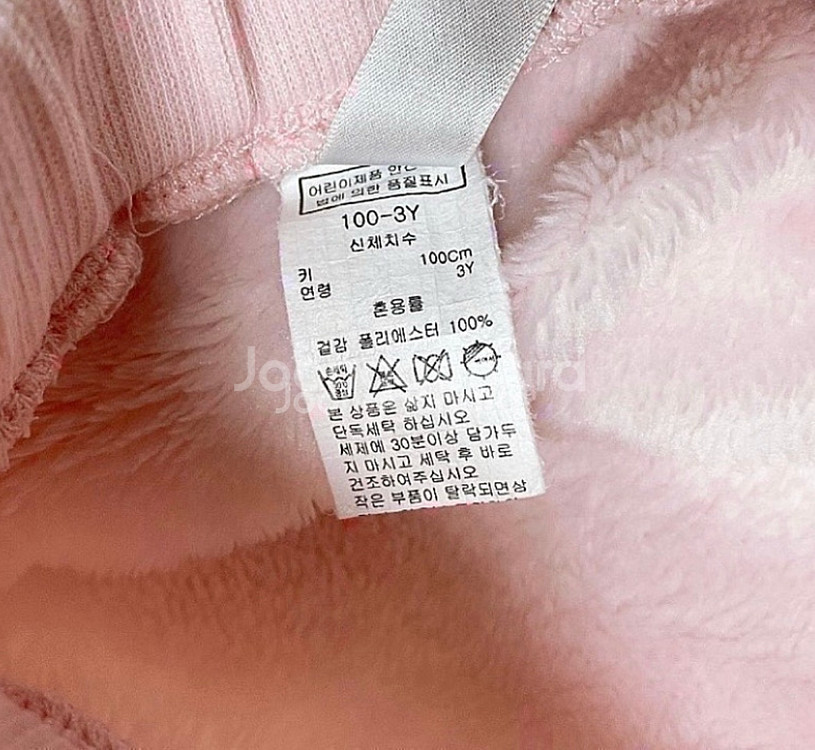 어린이제품 안전
법에 의한 품질표시
100-3Y
신체치수
키 100Cm
연령 3Y
혼용률
겉감 폴리에스터 100%
본 상품은 삶지 마시고
단독세탁 하십시오
세제에 30분이상 담가두
지 마시고 세탁 후 바로
건조하여주십시오
작은 부품이 탈락되면상